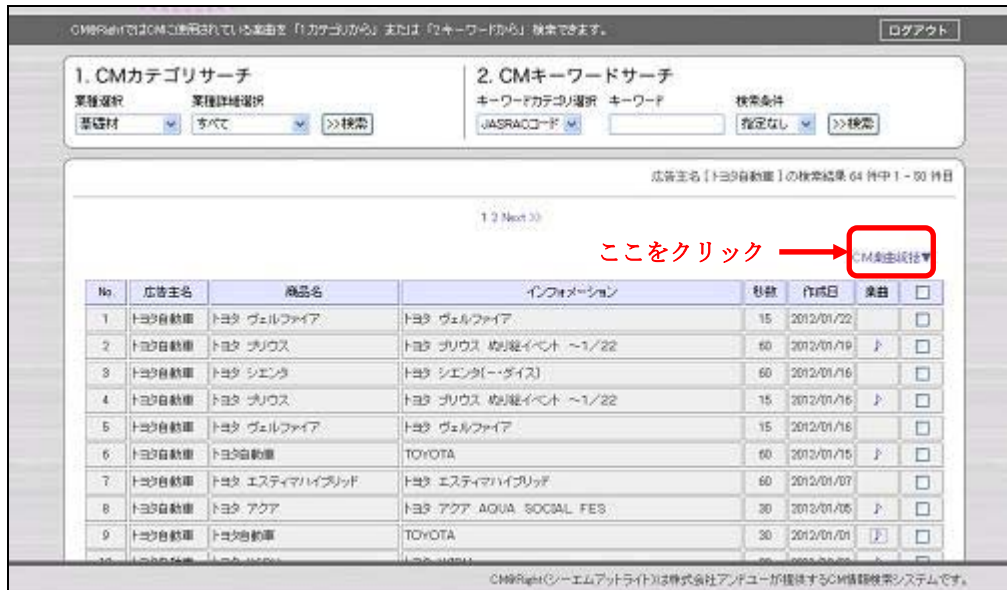 CM@RightではCMに使用されている楽曲を「1カテゴリから」または「2キーワードから」検索できます。
ログアウト
1. CMカテゴリサーチ
2. CMキーワードサーチ
業種選択 業種詳細選択
キーワードカテゴリ選択 キーワード 検索条件
基礎材 すべて >>検索
JASRACコード 指定なし >>検索
広告主名 [ トヨタ自動車 ] の検索結果 64 件中 1 - 50 件目
1 2 Next >>
ここをクリック
CM楽曲統括▼
No. 広告主名 商品名 インフォメーション 秒数 作成日 楽曲
1 トヨタ自動車 トヨタ ヴェルファイア トヨタ ヴェルファイア 15 2012/01/22
2 トヨタ自動車 トヨタ プリウス トヨタ プリウス ぬり絵イベント ～1/22 60 2012/01/19 ♪
3 トヨタ自動車 トヨタ シエンタ トヨタ シエンタ(--・ダイス) 60 2012/01/16
4 トヨタ自動車 トヨタ プリウス トヨタ プリウス ぬり絵イベント ～1/22 15 2012/01/16 ♪
5 トヨタ自動車 トヨタ ヴェルファイア トヨタ ヴェルファイア 15 2012/01/16
6 トヨタ自動車 トヨタ自動車 TOYOTA 60 2012/01/15 ♪
7 トヨタ自動車 トヨタ エスティマハイブリッド トヨタ エスティマハイブリッド 60 2012/01/07
8 トヨタ自動車 トヨタ アクア トヨタ アクア AQUA SOCIAL FES 30 2012/01/05 ♪
9 トヨタ自動車 トヨタ自動車 TOYOTA 30 2012/01/01 ♪
CM@Right(シーエムアットライト)は株式会社アンドユーが提供するCM情報検索システムです。